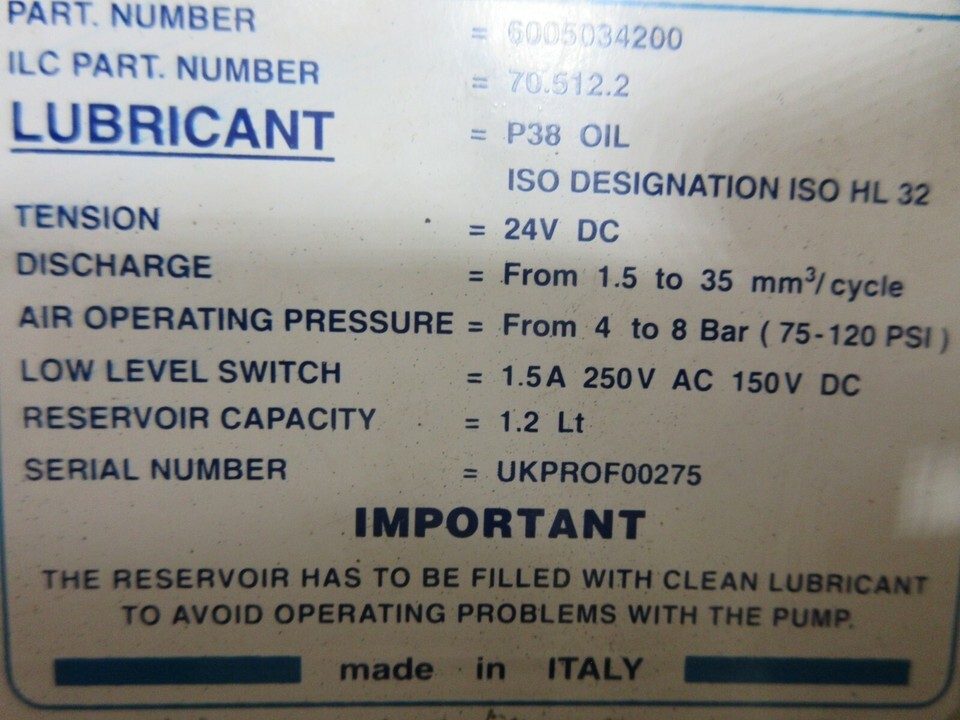 PART. NUMBER = 6005034200
ILC PART. NUMBER = 70.512.2
LUBRICANT = P38 OIL
ISO DESIGNATION ISO HL 32
TENSION = 24V DC
DISCHARGE = From 1.5 to 35 mm³/cycle
AIR OPERATING PRESSURE = From 4 to 8 Bar ( 75-120 PSI )
LOW LEVEL SWITCH = 1.5A 250V AC 150V DC
RESERVOIR CAPACITY = 1.2 Lt
SERIAL NUMBER = UKPROF00275
IMPORTANT
THE RESERVOIR HAS TO BE FILLED WITH CLEAN LUBRICANT
TO AVOID OPERATING PROBLEMS WITH THE PUMP.
made in ITALY